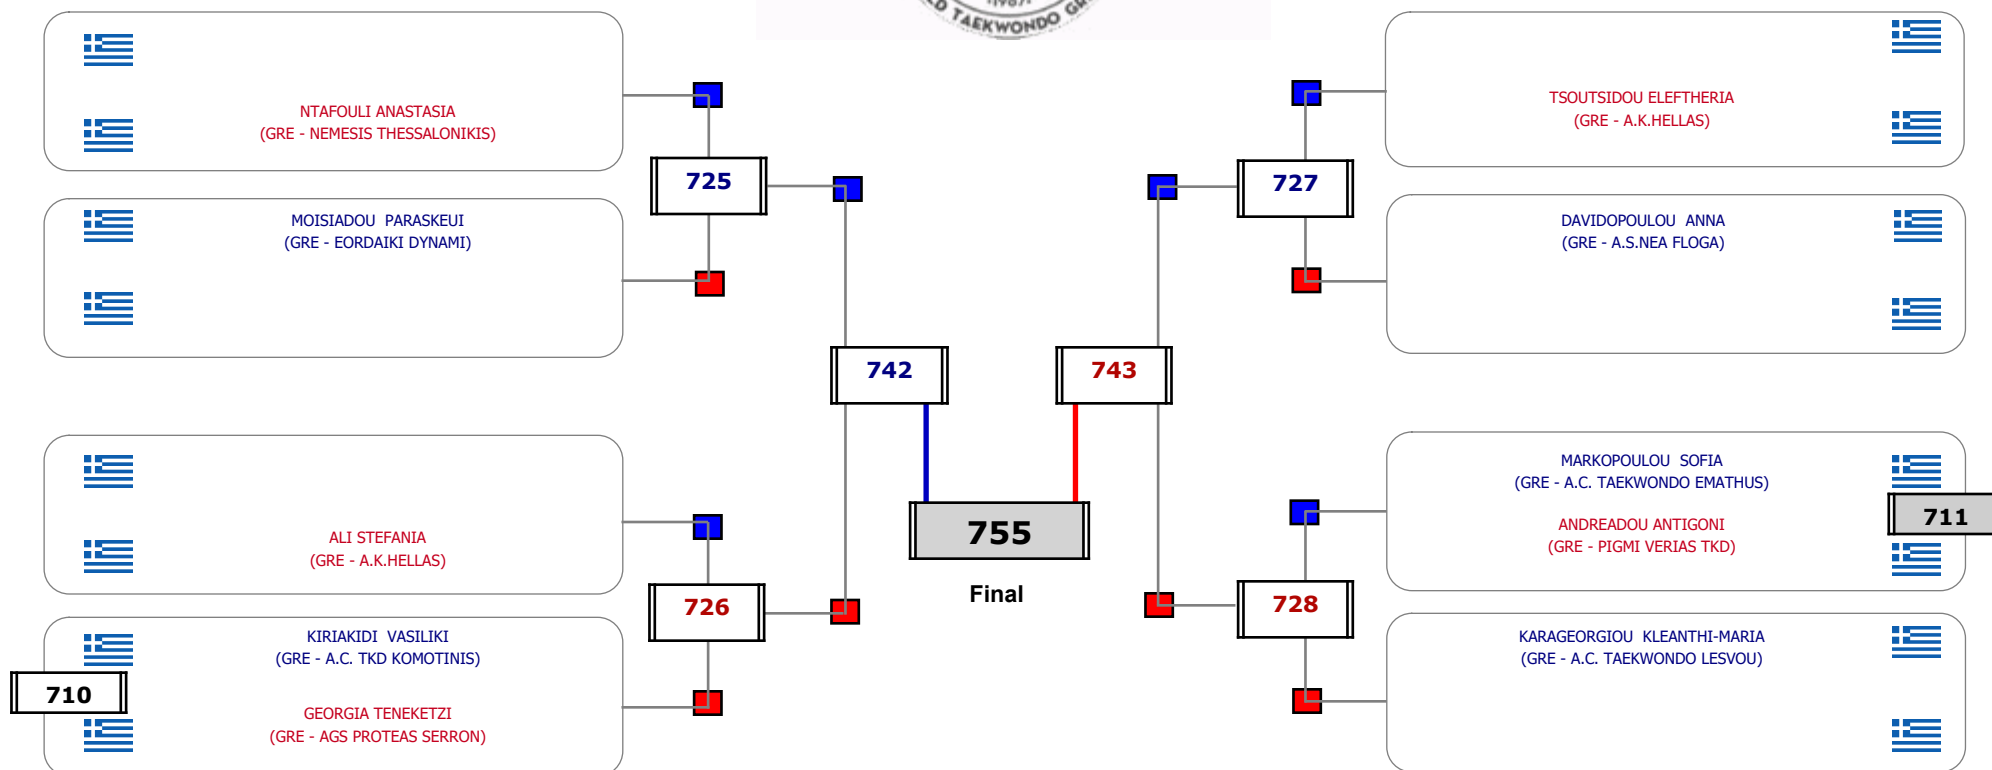 (1987)
TAEKWONDO
NTAFOULI ANASTASIA
(GRE - NEMESIS THESSALONIKIS)
MOISIADOU PARASKEUI
(GRE - EORDAIKI DYNAMI)
725
742
ALI STEFANIA
(GRE - A.K.HELLAS)
726
KIRIAKIDI VASILIKI
(GRE - A.C. TKD KOMOTINIS)
710
GEORGIA TENEKETZI
(GRE - AGS PROTEAS SERRON)
755
Final
TSOUTSIDOU ELEFTHERIA
(GRE - A.K.HELLAS)
727
DAVIDOPOULOU ANNA
(GRE - A.S.NEA FLOGA)
743
MARKOPOULOU SOFIA
(GRE - A.C. TAEKWONDO EMATHUS)
711
ANDREADOU ANTIGONI
(GRE - PIGMI VERIAS TKD)
728
KARAGEORGIOU KLEANTHI-MARIA
(GRE - A.C. TAEKWONDO LESVOU)